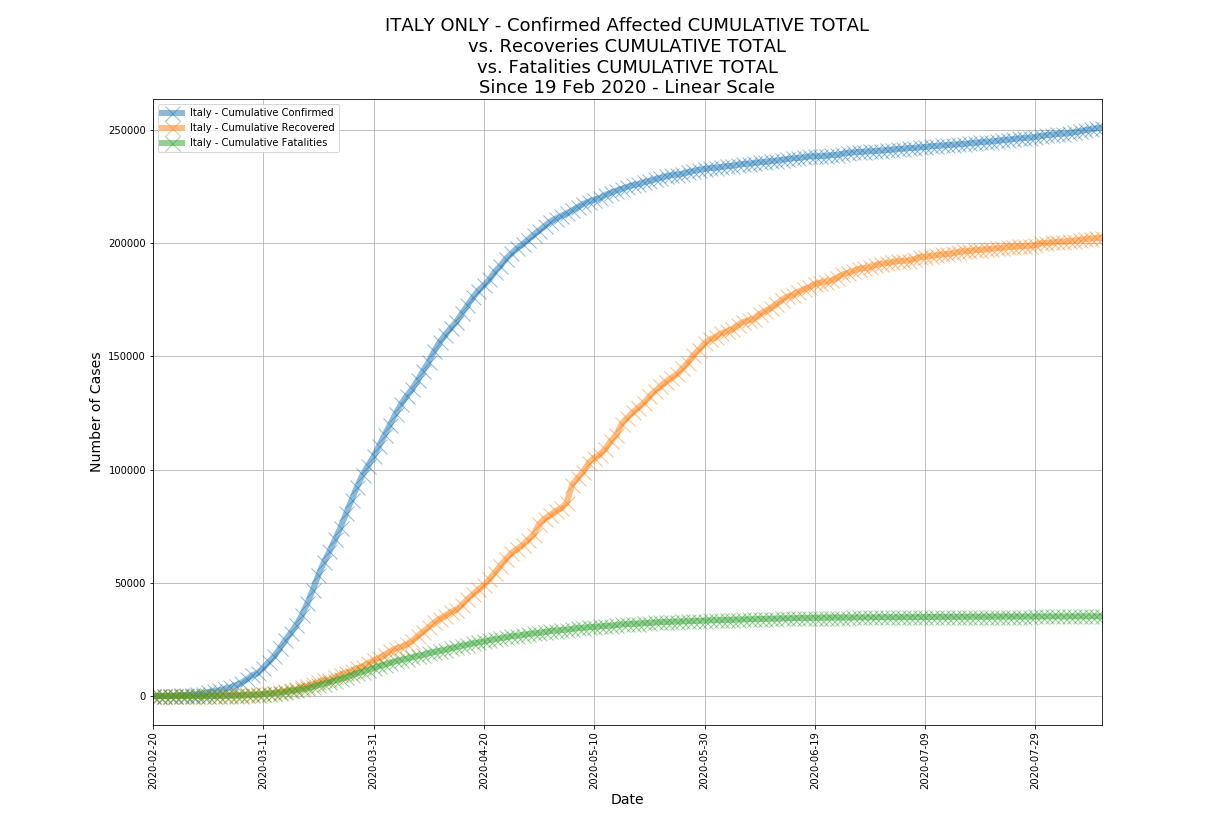 ITALY ONLY - Confirmed Affected CUMULATIVE TOTAL
vs. Recoveries CUMULATIVE TOTAL
vs. Fatalities CUMULATIVE TOTAL
Since 19 Feb 2020 - Linear Scale
Italy - Cumulative Confirmed
Italy - Cumulative Recovered
Italy - Cumulative Fatalities
Number of Cases
250000
200000
150000
100000
50000
0
2020-02-20
2020-03-11
2020-03-31
2020-04-20
2020-05-10
2020-05-30
2020-06-19
2020-07-09
2020-07-29
Date